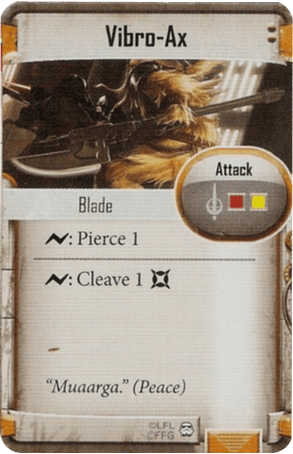 Vibro-Ax
Attack
Blade
: Pierce 1
: Cleave 1
“Muaarga.” (Peace)
©LFL
©FFG